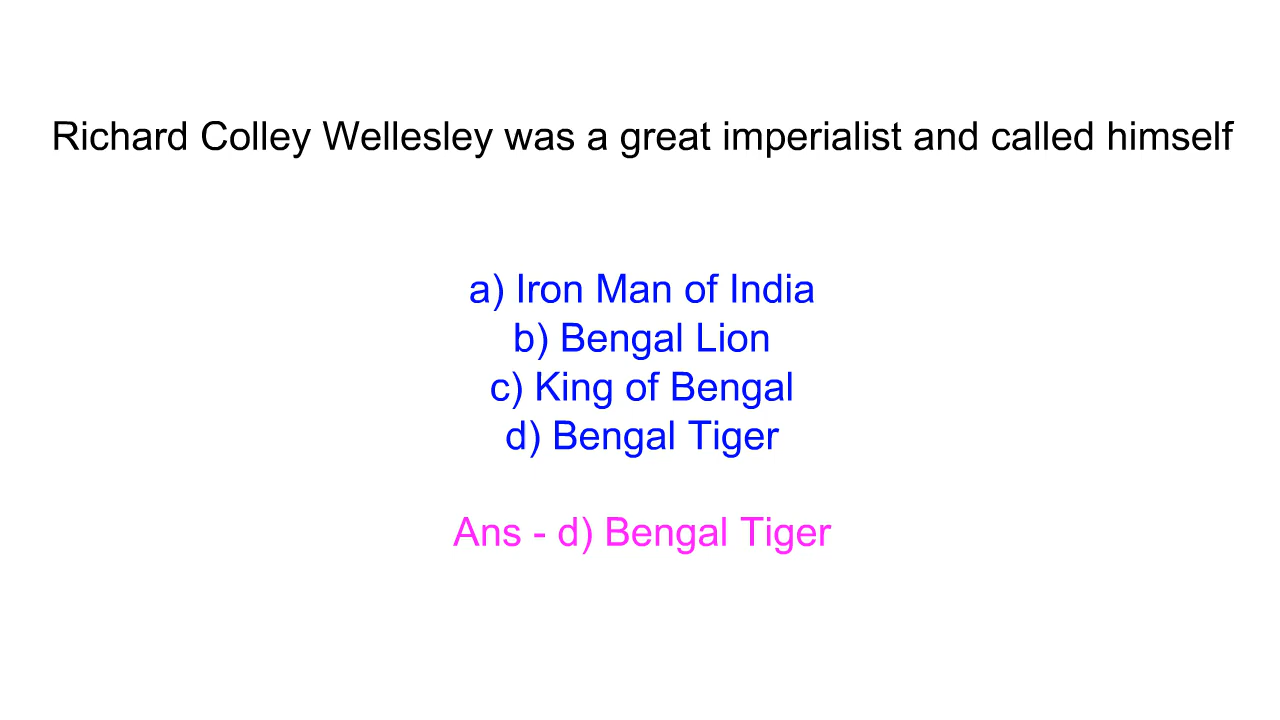 Richard Colley Wellesley was a great imperialist and called himself
a) Iron Man of India
b) Bengal Lion
c) King of Bengal
d) Bengal Tiger
Ans - d) Bengal Tiger